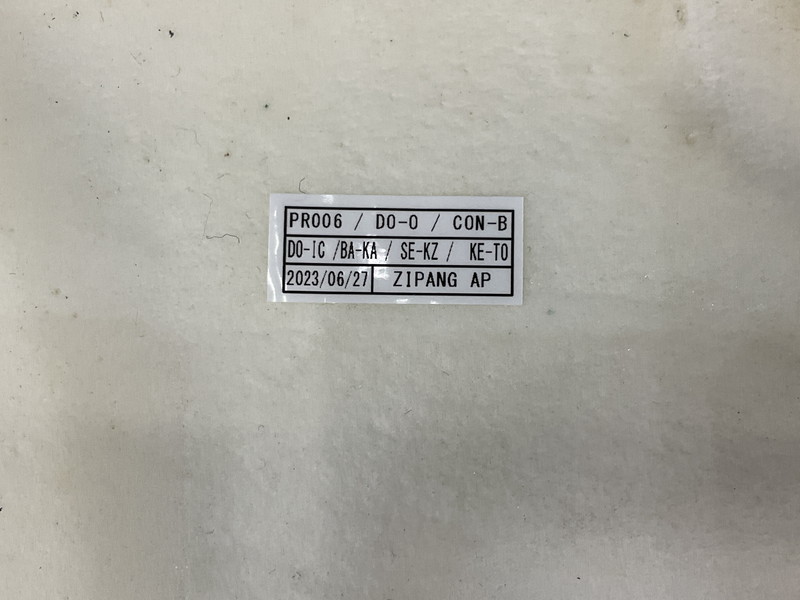 PR006 / DO-O / CON-B
DO-IC /BA-KA / SE-KZ / KE-TO
2023/06/27 ZIPANG AP